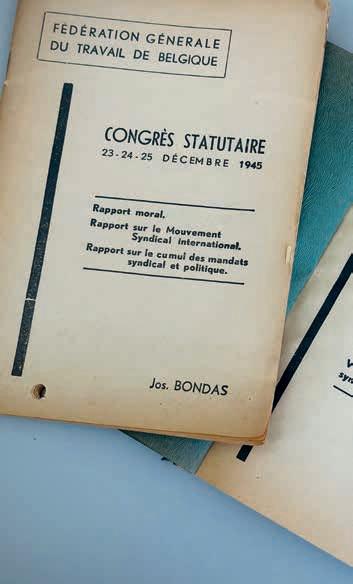 FÉDÉRATION GÉNÉRALE
DU TRAVAIL DE BELGIQUE
CONGRÈS STATUTAIRE
23-24-25 DÉCEMBRE 1945
Rapport moral.
Rapport sur le Mouvement
Syndical international.
Rapport sur le cumul des mandats
syndical et politique.
Jos. BONDAS